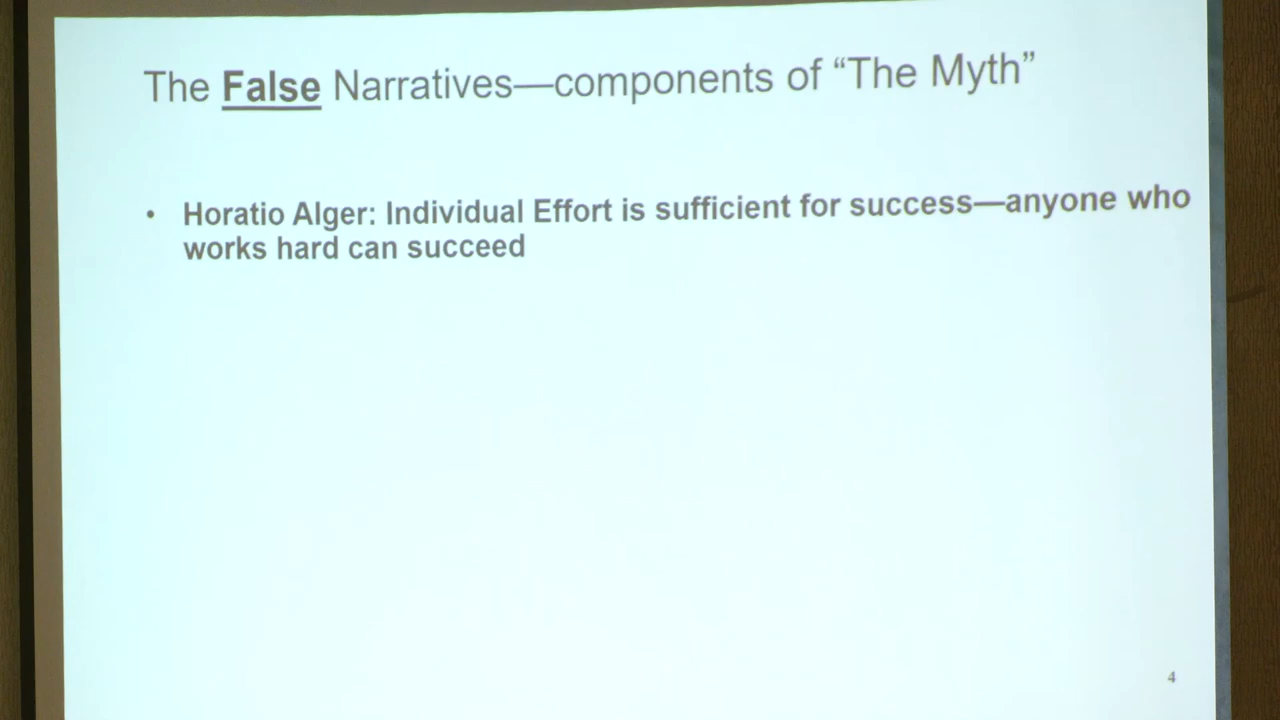 The False Narratives—components of “The Myth”
• Horatio Alger: Individual Effort is sufficient for success—anyone who
works hard can succeed
4